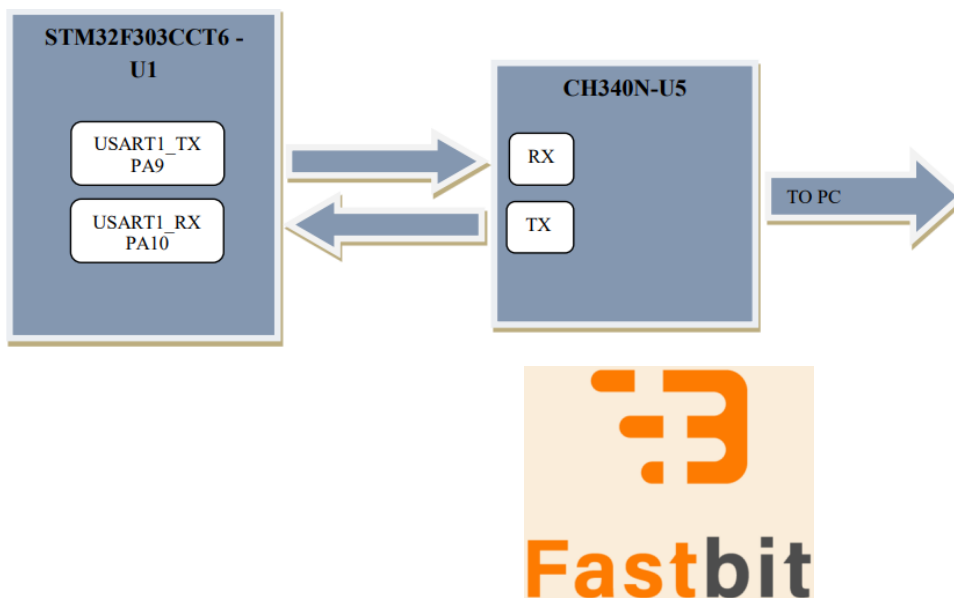 STM32F303CCT6 -
U1
USART1_TX
PA9
USART1_RX
PA10
CH340N-U5
RX
TX
TO PC
Fastbit